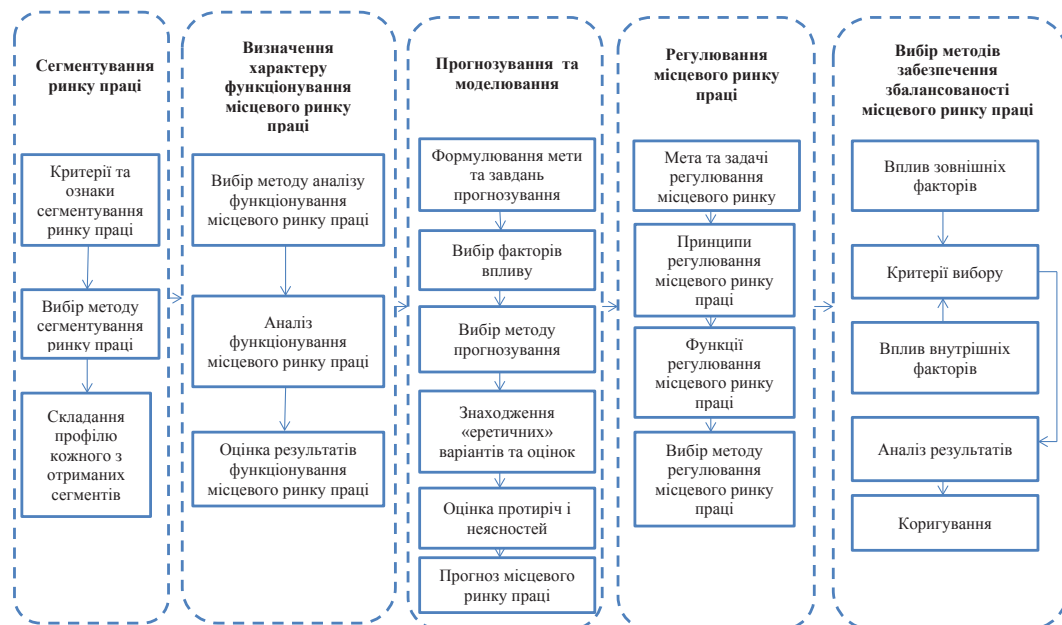 Сегментування
ринку праці
Критерії та
ознаки
сегментування
ринку праці
Вибір методу
сегментування
ринку праці
Складання
профілю
кожного з
отриманих
сегментів
Визначення
характеру
функціонування
місцевого ринку
праці
Вибір методу аналізу
функціонування
місцевого ринку праці
Аналіз
функціонування
місцевого ринку праці
Оцінка результатів
функціонування
місцевого ринку праці
Прогнозування та
моделювання
Формулювання мети
та завдань
прогнозування
Вибір факторів
впливу
Вибір методу
прогнозування
Знаходження
«еретичних»
варіантів та оцінок
Оцінка протиріч і
неясностей
Прогноз місцевого
ринку праці
Регулювання
місцевого ринку
праці
Мета та задачі
регулювання
місцевого ринку
Принципи
регулювання
місцевого ринку
праці
Функції
регулювання
місцевого ринку
праці
Вибір методу
регулювання
місцевого ринку
праці
Вибір методів
забезпечення
збалансованості
місцевого ринку праці
Вплив зовнішніх
факторів
Критерії вибору
Вплив внутрішніх
факторів
Аналіз результатів
Коригування